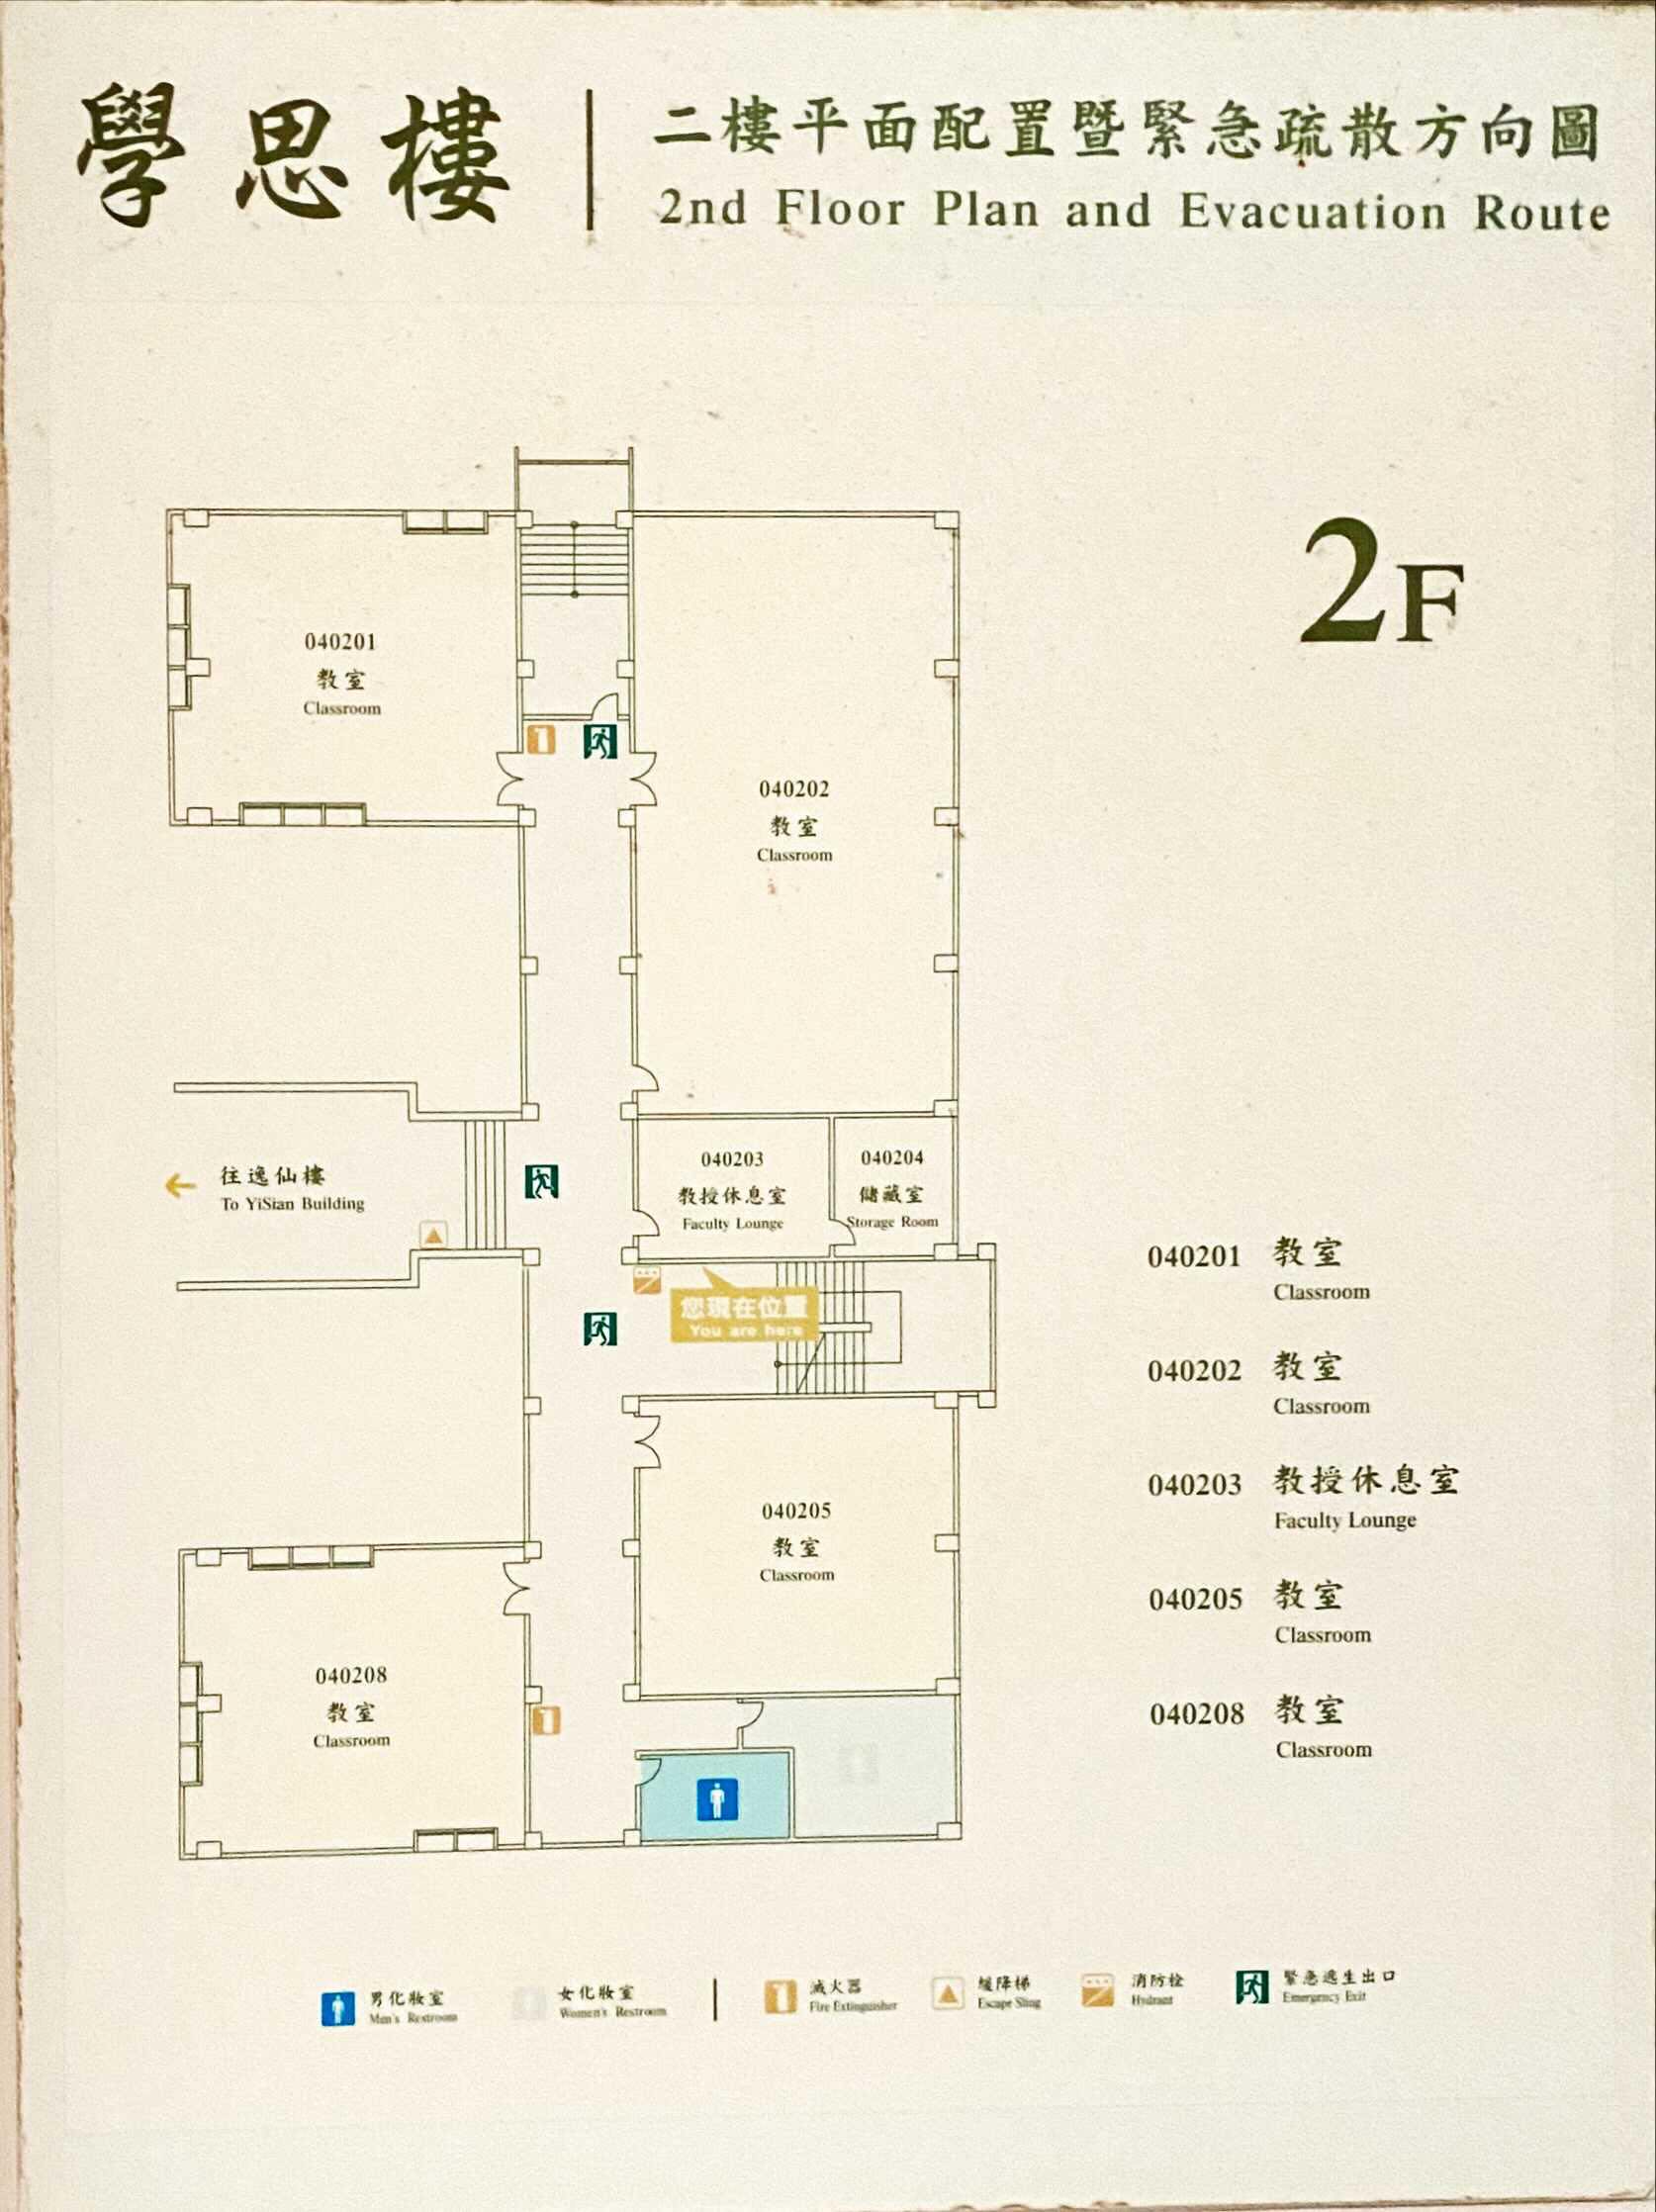 學思樓
二樓平面配置暨緊急疏散方向圖
2nd Floor Plan and Evacuation Route
2F
040201
教室
Classroom
040202
教室
Classroom
往逸仙樓
To YiSian Building
040203
教授休息室
Faculty Lounge
040204
儲藏室
Storage Room
您現在位置
You are here
040205
教室
Classroom
040208
教室
Classroom
040201 教室
Classroom
040202 教室
Classroom
040203 教授休息室
Faculty Lounge
040205 教室
Classroom
040208 教室
Classroom
男化妝室
Men's Restroom
女化妝室
Women's Restroom
滅火器
Fire Extinguisher
緩降梯
Escape Sling
消防栓
Hydrant
緊急逃生出口
Emergency Exit